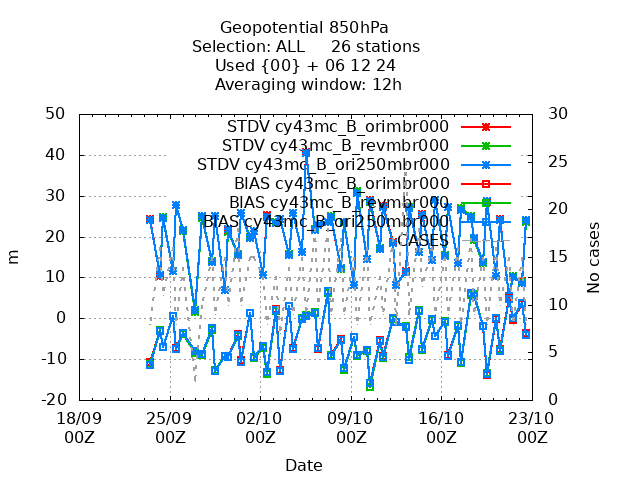 Geopotential 850hPa
Selection: ALL     26 stations
Used {00} + 06 12 24
Averaging window: 12h
50
40
30
20
10
0
-10
-20
m
30
25
20
15
10
5
0
No cases
STDV cy43mc_B_orimbr000
STDV cy43mc_B_revmbr000
STDV cy43mc_B_ori250mbr000
BIAS cy43mc_B_orimbr000
BIAS cy43mc_B_revmbr000
BIAS cy43mc_B_ori250mbr000
CASES
18/09 25/09 02/10 09/10 16/10 23/10
00Z 00Z 00Z 00Z 00Z 00Z
Date